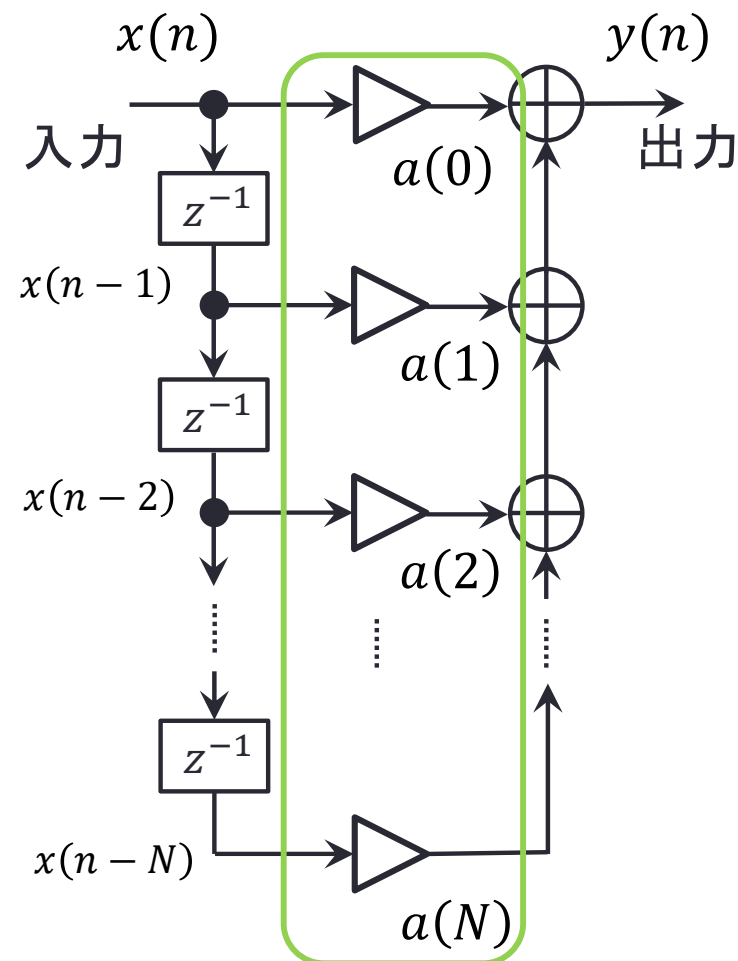 x(n) y(n)
入力 出力
a(0)
z⁻¹
x(n − 1)
a(1)
z⁻¹
x(n − 2)
a(2)
z⁻¹
x(n − N)
a(N)